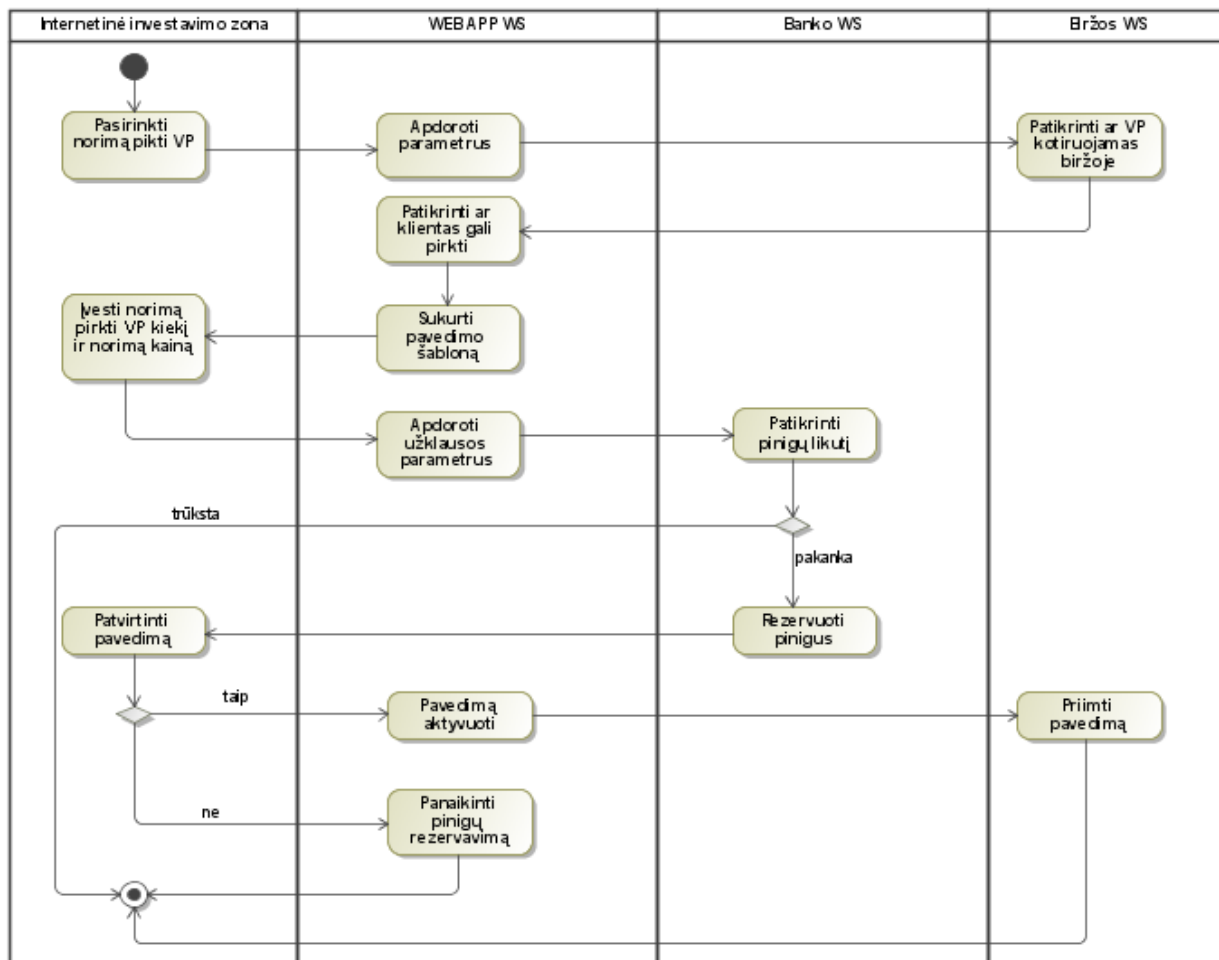 Internetinė investavimo zona
WEBAPP WS
Banko WS
Biržos WS
Pasirinkti
norimą pikti VP
Apdoroti
parametrus
Patikrinti ar VP
kotiruojamas
biržoje
Patikrinti ar
klientas gali
pirkti
Įvesti norimą
pirkti VP kiekį
ir norimą kainą
Sukurti
pavedimo
šabloną
Apdoroti
užklausos
parametrus
Patikrinti
pinigų likutį
trūksta
pakanka
Patvirtinti
pavedimą
Rezervuoti
pinigus
taip
Pavedimą
aktyvuoti
Priimti
pavedimą
ne
Panaikinti
pinigų
rezervavimą